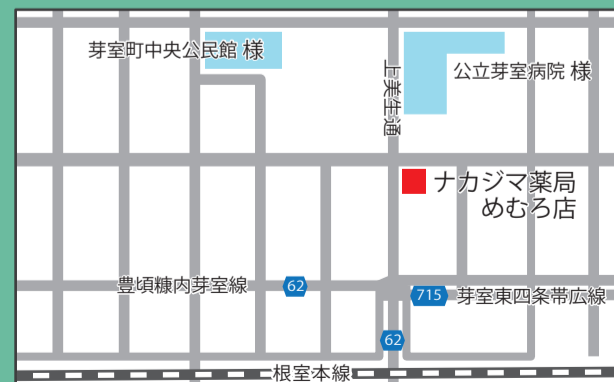 芽室町中央公民館 様
上美生通
公立芽室病院 様
ナカジマ薬局
めむろ店
豊頃糠内芽室線
62
715
芽室東四条帯広線
62
根室本線